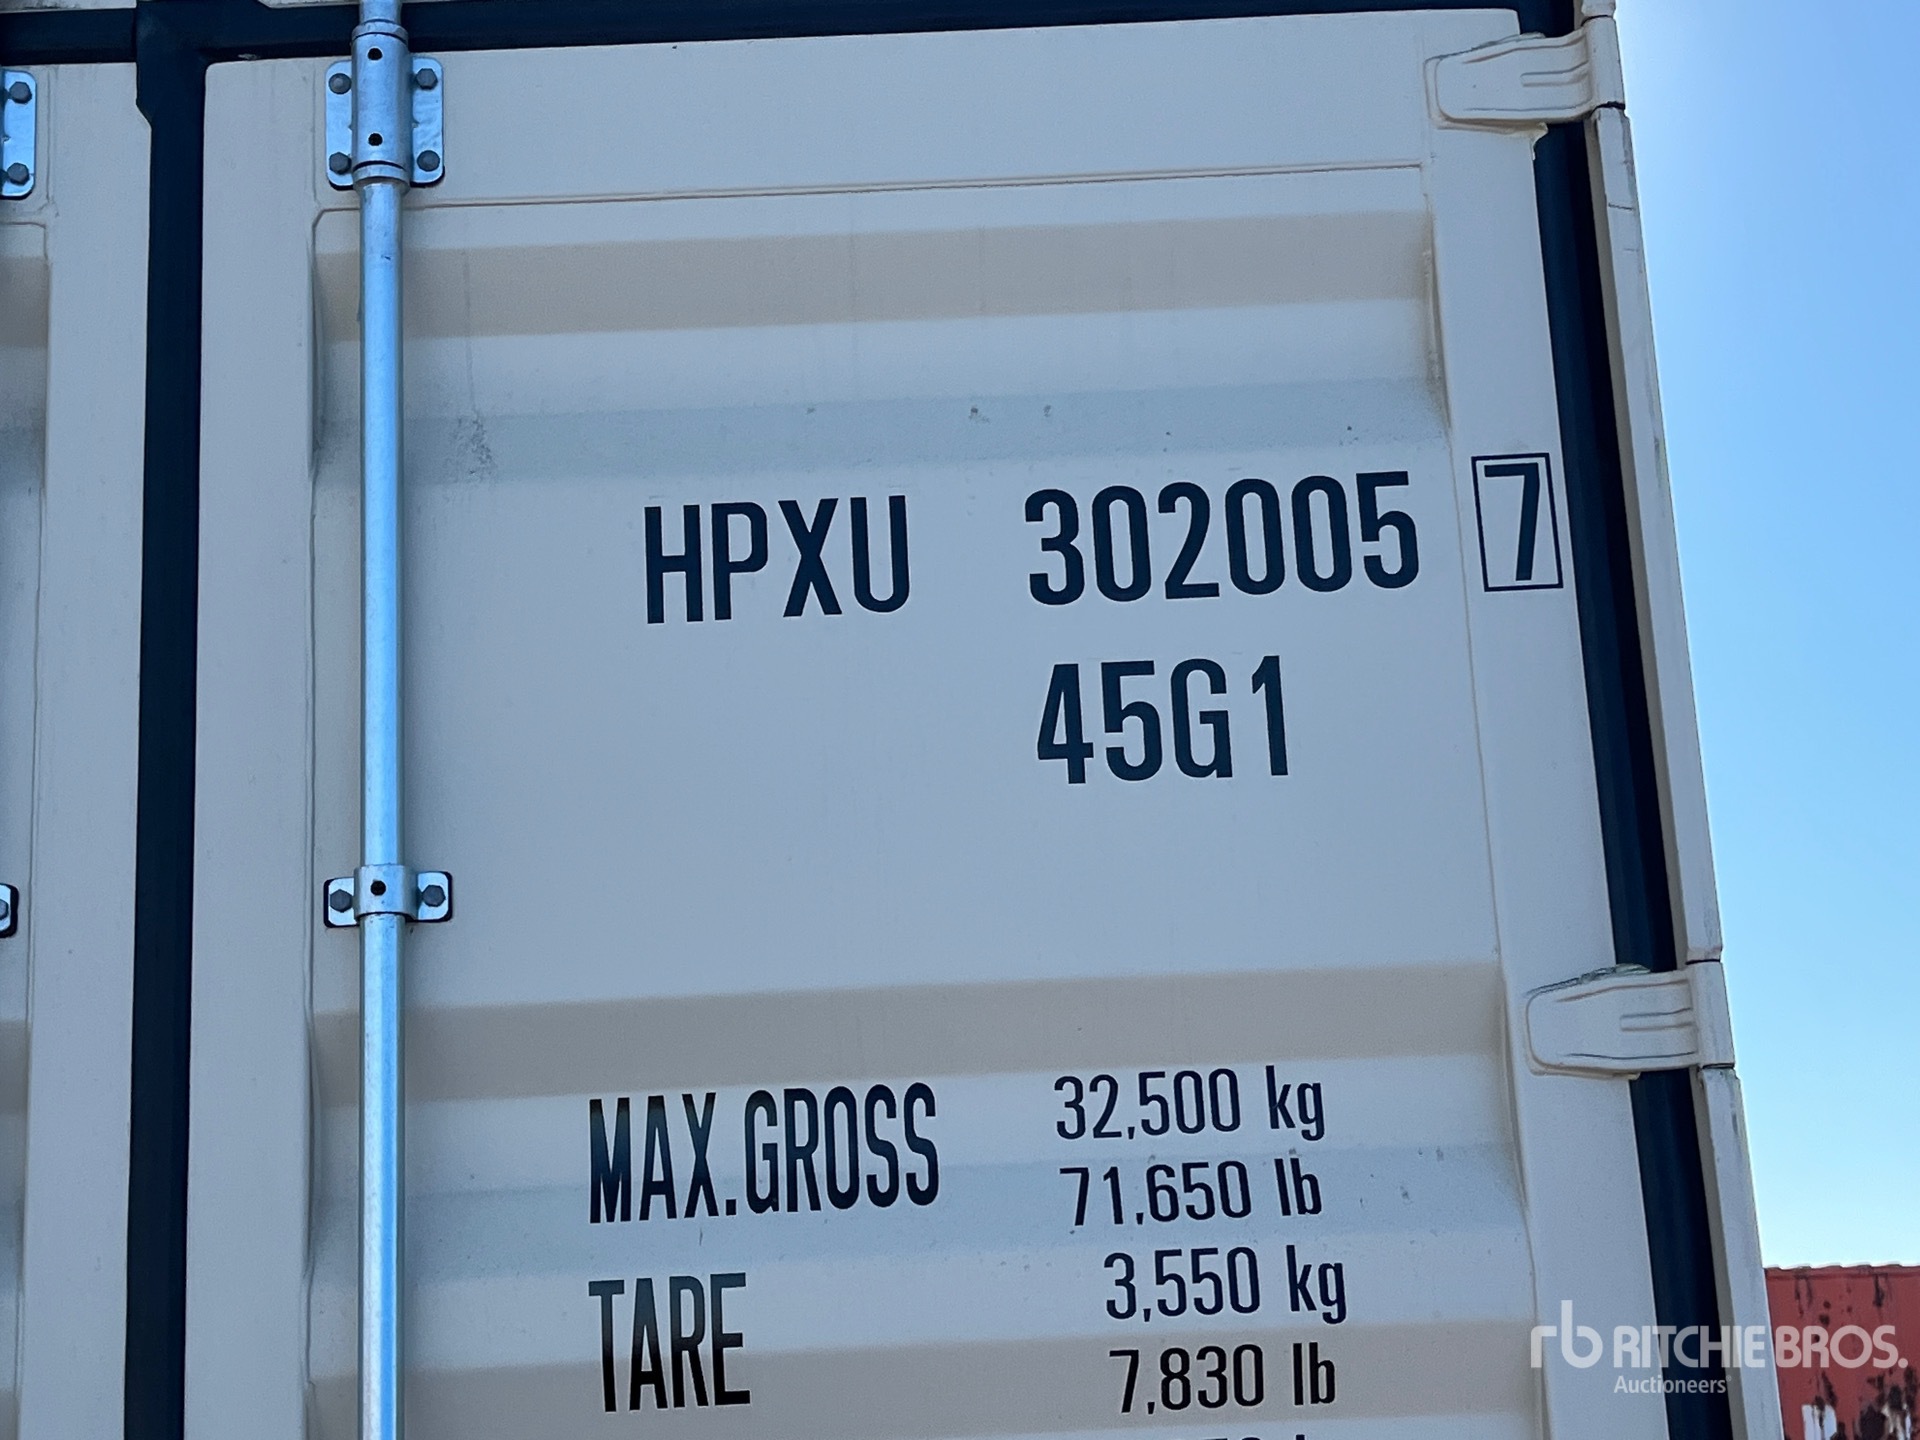 HPXU 302005 7
45G1
MAX.GROSS 32,500 kg
71,650 lb
TARE 3,550 kg
7,830 lb
rb RITCHIE BROS.
Auctioneers